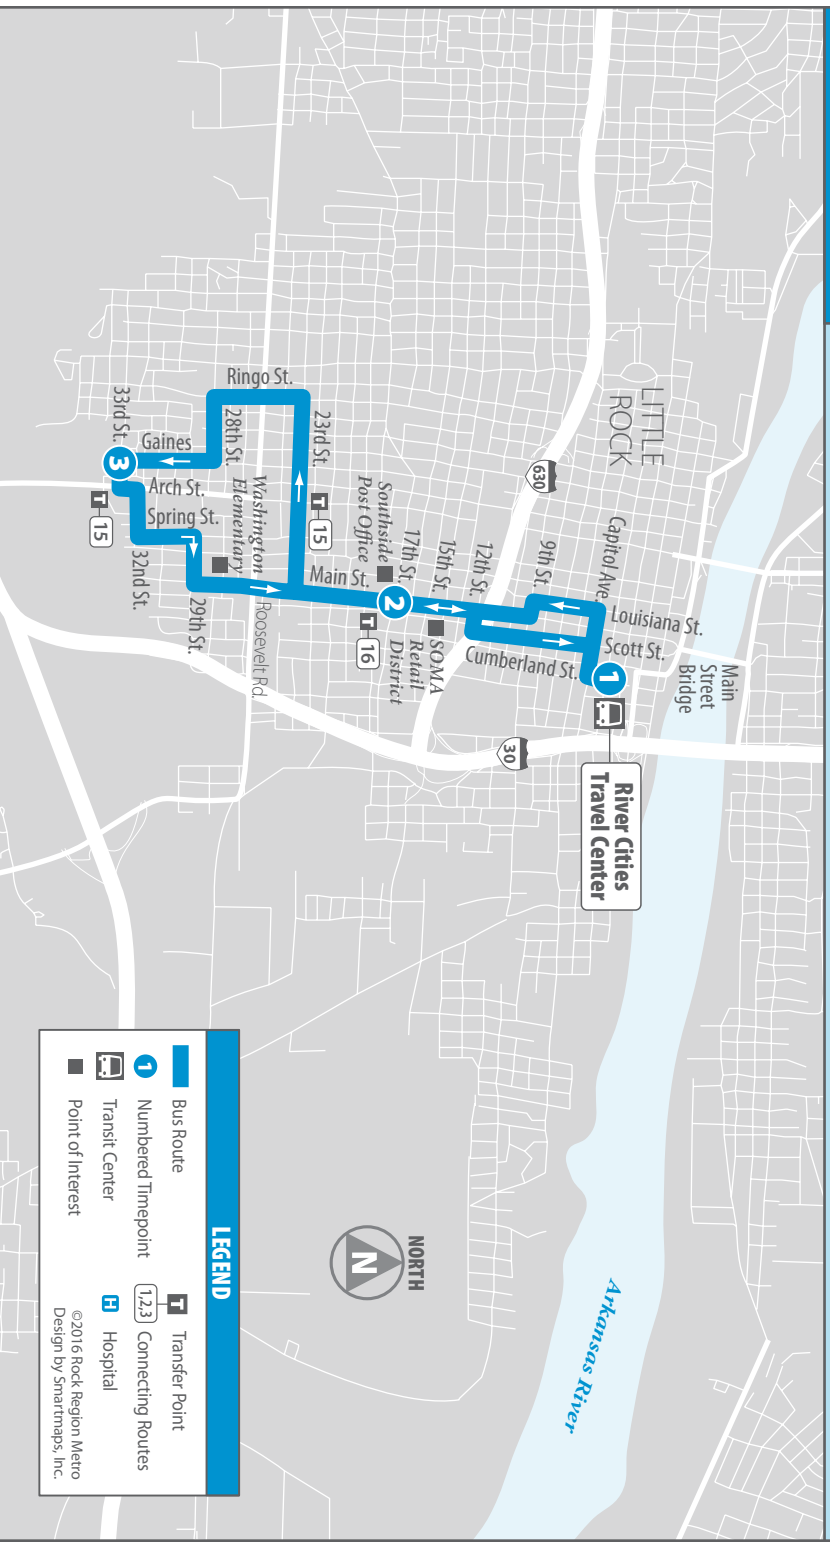 LITTLE
ROCK
Main
Street
Bridge
Louisiana St.
Scott St.
Capitol Ave.
1
River Cities
Travel Center
630
30
9th St.
Cumberland St.
12th St.
15th St.
17th St.
SOMA
Retail
District
Southside
Post Office
2
T
16
Main St.
23rd St.
T
15
Ringo St.
Roosevelt Rd.
Washington
Elementary
28th St.
29th St.
Gaines
Arch St.
Spring St.
32nd St.
33rd St.
3
T
15
Arkansas River
NORTH
N
LEGEND
Bus Route
1
Numbered Timepoint
Transit Center
Point of Interest
T
Transfer Point
1,2,3
Connecting Routes
H
Hospital
©2016 Rock Region Metro
Design by Smartmaps, Inc.